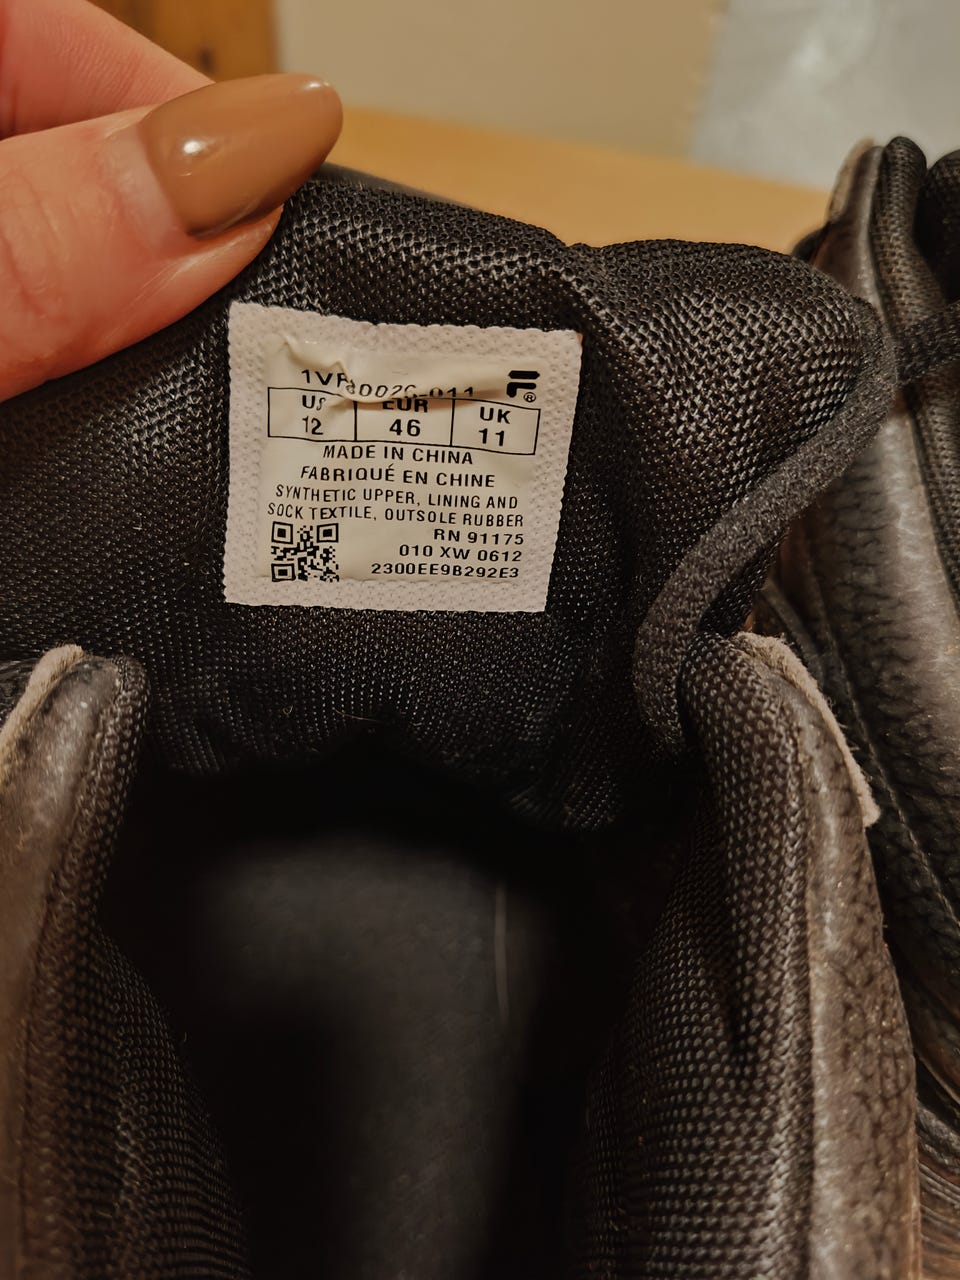 US EUR UK
12 46 11
MADE IN CHINA
FABRIQUÉ EN CHINE
SYNTHETIC UPPER, LINING AND
SOCK TEXTILE, OUTSOLE RUBBER
RN 91175
010 XW 0612
2300EE9B292E3